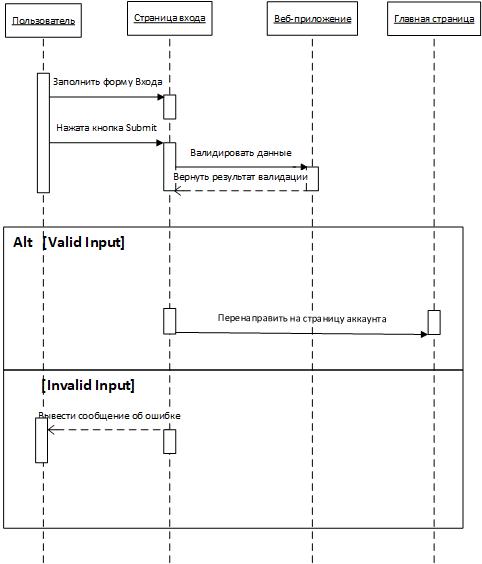 Пользователь
Страница входа
Веб-приложение
Главная страница
Заполнить форму Входа
Нажата кнопка Submit
Валидировать данные
Вернуть результат валидации
Alt [Valid Input]
Перенаправить на страницу аккаунта
[Invalid Input]
Вывести сообщение об ошибке